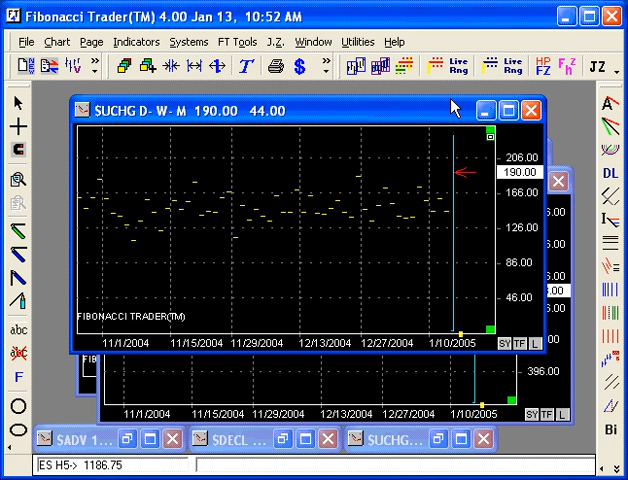 Fibonacci Trader(TM) 4.00 Jan 13, 10:52 AM
File Chart Page Indicators Systems FT Tools J.Z. Window Utilities Help
T $ Live Rng Live Rng HP FZ JZ
$UCHG D- W- M 190.00 44.00
206.00
190.00
166.00
126.00
86.00
46.00
FIBONACCI TRADER(TM)
11/1/2004 11/15/2004 11/29/2004 12/13/2004 12/27/2004 1/10/2005 SY TF L
396.00
11/1/2004 11/15/2004 11/29/2004 12/13/2004 12/27/2004 1/10/2005 SY TF L
abc
abc
F
DL
Bi
$ADV 1... $DECL ... $UCHG...
ES H5-> 1186.75